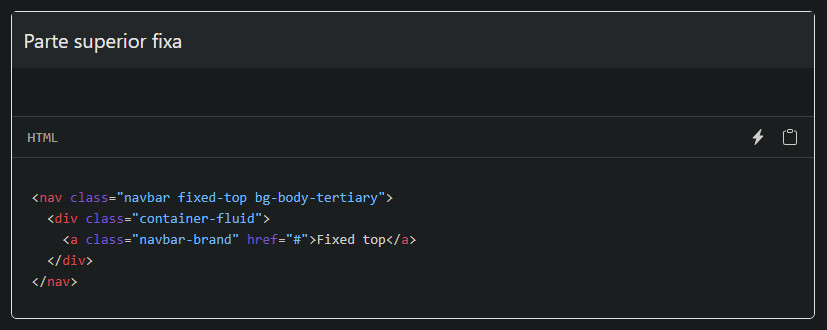 Parte superior fixa
HTML
<nav class="navbar fixed-top bg-body-tertiary">
  <div class="container-fluid">
    <a class="navbar-brand" href="#">Fixed top</a>
  </div>
</nav>